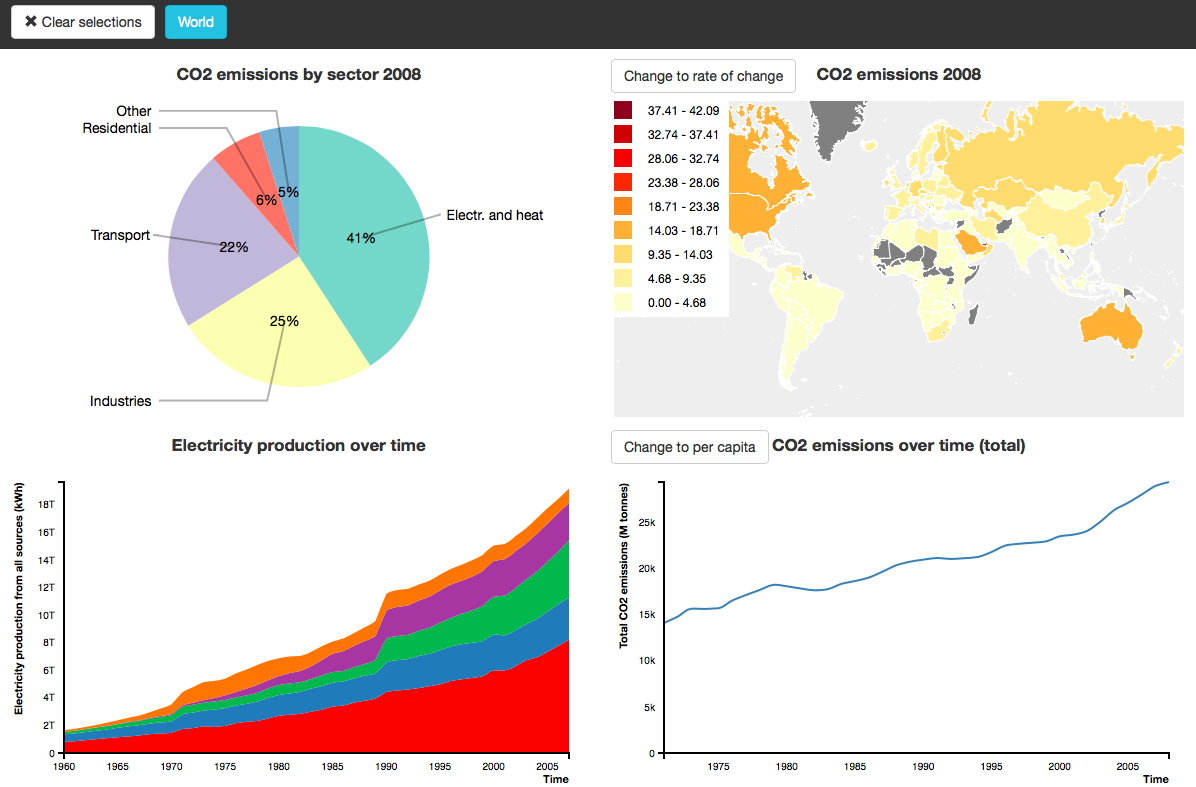 ✖ Clear selections
World
CO2 emissions by sector 2008
Other
Residential
5%
6%
Electr. and heat
41%
Transport
22%
25%
Industries
Change to rate of change
CO2 emissions 2008
37.41 - 42.09
32.74 - 37.41
28.06 - 32.74
23.38 - 28.06
18.71 - 23.38
14.03 - 18.71
9.35 - 14.03
4.68 - 9.35
0.00 - 4.68
Electricity production over time
Electricity production from all sources (kWh)
18T
16T
14T
12T
10T
8T
6T
4T
2T
0
1960 1965 1970 1975 1980 1985 1990 1995 2000 2005
Time
Change to per capita
CO2 emissions over time (total)
Total CO2 emissions (M tonnes)
25k
20k
15k
10k
5k
0
1975 1980 1985 1990 1995 2000 2005
Time